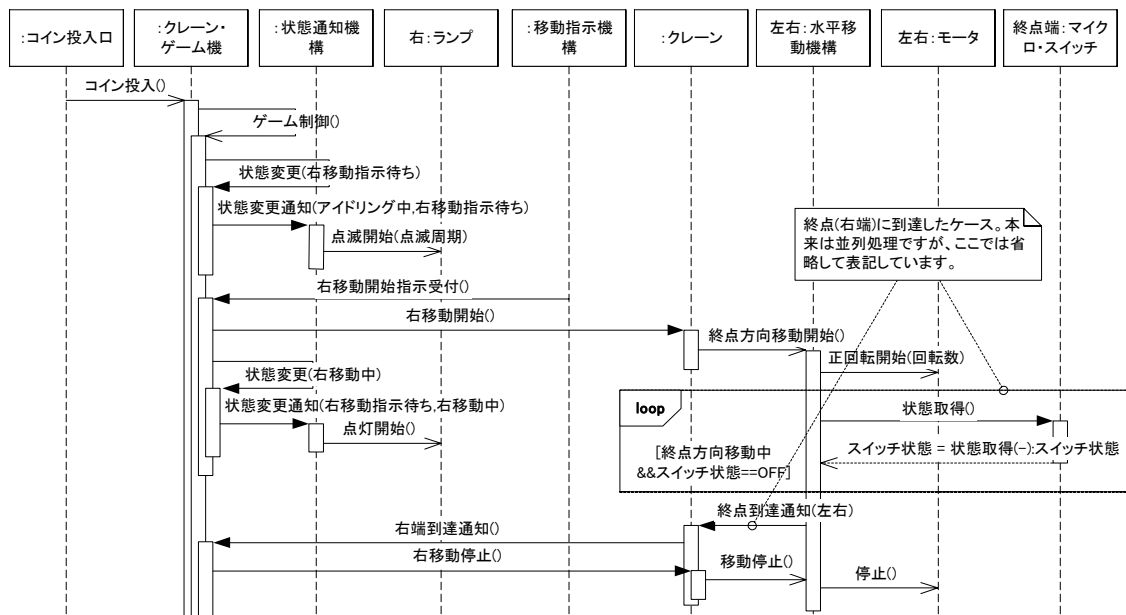 :コイン投入口
:クレーン・
ゲーム機
:状態通知機
構
右:ランプ
:移動指示機
構
:クレーン
左右:水平移
動機構
左右:モータ
終点端:マイク
ロ・スイッチ
コイン投入()
ゲーム制御()
状態変更(右移動指示待ち)
状態変更通知(アイドリング中,右移動指示待ち)
点滅開始(点滅周期)
終点(右端)に到達したケース。本
来は並列処理ですが、ここでは省
略して表記しています。
右移動開始指示受付()
右移動開始()
終点方向移動開始()
正回転開始(回転数)
状態変更(右移動中)
状態変更通知(右移動指示待ち,右移動中)
点灯開始()
loop
状態取得()
[終点方向移動中
&&スイッチ状態==OFF]
スイッチ状態 = 状態取得(-):スイッチ状態
終点到達通知(左右)
右端到達通知()
右移動停止()
移動停止()
停止()